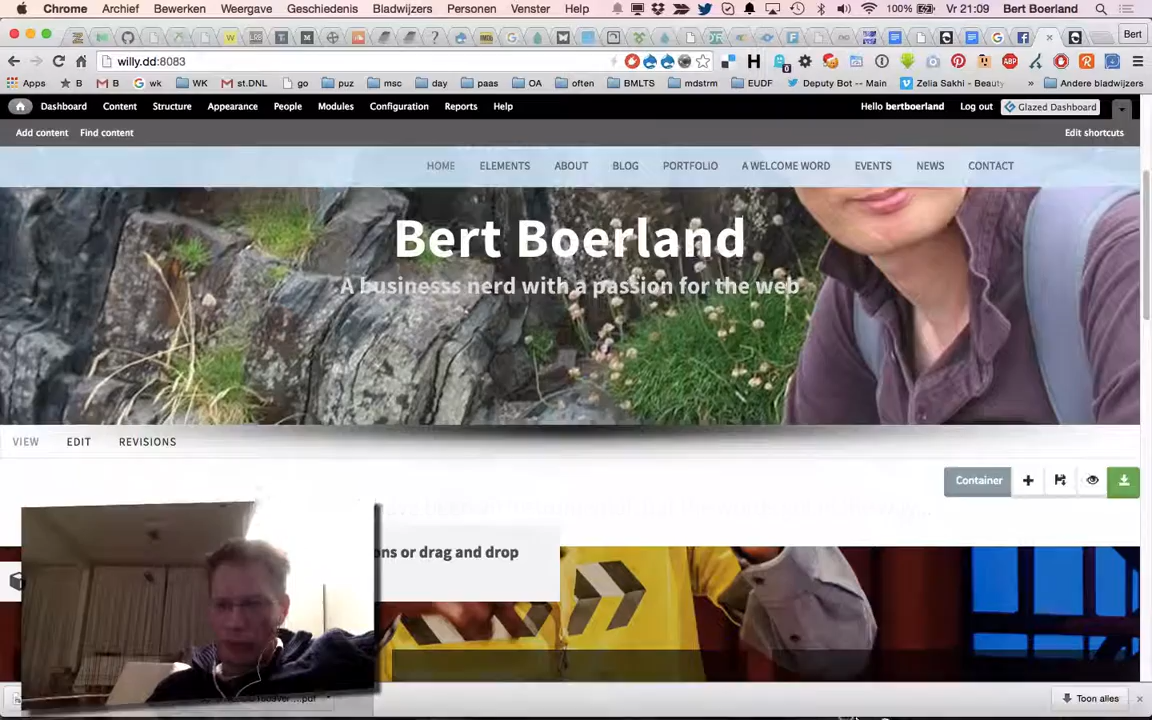 Chrome Archief Bewerken Weergave Geschiedenis Bladwijzers Personen Venster Help 100% Vr 21:09 Bert Boerland
Bert
willy.dd:8083
Apps B B wk WK st.DNL go puz msc day paas OA often BMLTS mdstrm EUDF Deputy Bot -- Main Zelia Sakhi - Beauty » Andere bladwijzers
Dashboard Content Structure Appearance People Modules Configuration Reports Help Hello bertboerland Log out Glazed Dashboard
Add content Find content Edit shortcuts
HOME ELEMENTS ABOUT BLOG PORTFOLIO A WELCOME WORD EVENTS NEWS CONTACT
Bert Boerland
A businesss nerd with a passion for the web
VIEW EDIT REVISIONS
Container
ons or drag and drop
.pdf
Toon alles